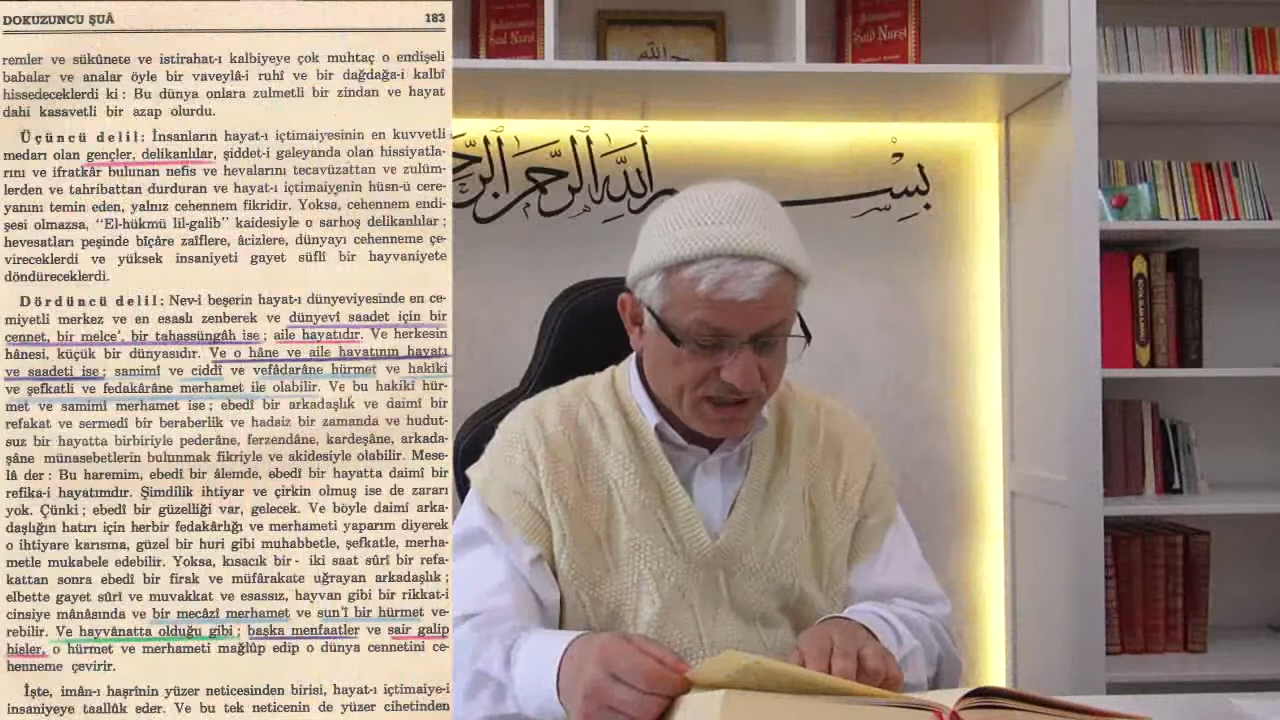 DOKUZUNCU ŞUÂ 183
remler ve sükûnete ve istirahat-ı kalbiyeye çok muhtaç o endişeli
babalar ve analar öyle bir vaveylâ-i ruhî ve bir dağdağa-i kalbî
hissedeceklerdi ki : Bu dünya onlara zulmetli bir zindan ve hayat
dahi kasavetli bir azap olurdu.
Üçüncü delil: İnsanların hayat-ı içtimaiyesinin en kuvvetli
medarı olan gençler, delikanlılar, şiddet-i galeyanda olan hissiyatla-
rını ve ifratkâr bulunan nefis ve hevalarını tecavüzattan ve zulüm-
lerden ve tahribattan durduran ve hayat-ı içtimaiyenin hüsn-ü cere-
yanını temin eden, yalnız cehennem fikridir. Yoksa, cehennem endi-
şesi olmazsa, "El-hükmü lil-galib" kaidesiyle o sarhoş delikanlılar ;
hevesatları peşinde bîçâre zaîflere, âcizlere, dünyayı cehenneme çe-
vireceklerdi ve yüksek insaniyeti gayet süflî bir hayvaniyete
döndüreceklerdi.
Dördüncü delil: Nev-i beşerin hayat-ı dünyeviyesinde en ce-
miyetli merkez ve en esaslı zenberek ve dünyevî saadet için bir
cennet, bir melce', bir tahassüngâh ise ; aile hayatıdır. Ve herkesin
hânesi, küçük bir dünyasıdır. Ve o hâne ve aile hayatının hayatı
ve saadeti ise ; samimî ve ciddî ve vefâdarâne hürmet ve hakikî
ve şefkatli ve fedakârâne merhamet ile olabilir. Ve bu hakikî hür-
met ve samimî merhamet ise ; ebedî bir arkadaşlık ve daimî bir
refakat ve sermedî bir beraberlik ve hadsiz bir zamanda ve hudut-
suz bir hayatta birbiriyle pederâne, ferzendâne, kardeşâne, arkada-
şâne münasebetlerin bulunmak fikriyle ve akidesiyle olabilir. Mese-
lâ der : Bu haremim, ebedî bir âlemde, ebedî bir hayatta daimî bir
refika-i hayatımdır. Şimdilik ihtiyar ve çirkin olmuş ise de zararı
yok. Çünki ; ebedî bir güzelliği var, gelecek. Ve böyle daimî arka-
daşlığın hatırı için herbir fedakârlığı ve merhameti yaparım diyerek
o ihtiyare karısına, güzel bir huri gibi muhabbetle, şefkatle, merha-
metle mukabele edebilir. Yoksa, kısacık bir - iki saat sûrî bir refa-
kattan sonra ebedî bir firak ve müfârakate uğrayan arkadaşlık ;
elbette gayet sûrî ve muvakkat ve esassız, hayvan gibi bir rikkat-i
cinsiye mânâsında ve bir mecâzî merhamet ve sun'î bir hürmet ve-
rebilir. Ve hayvânatta olduğu gibi ; başka menfaatler ve sair galip
hisler, o hürmet ve merhameti mağlûp edip o dünya cennetini ce-
henneme çevirir.
İşte, imân-ı haşrînin yüzer neticesinden birisi, hayat-ı içtimaiye-i
insaniyeye taallûk eder. Ve bu tek neticenin de yüzer cihetinden
Said Nursî
Said Nursî
الله
بسم الله الرحمن الرح